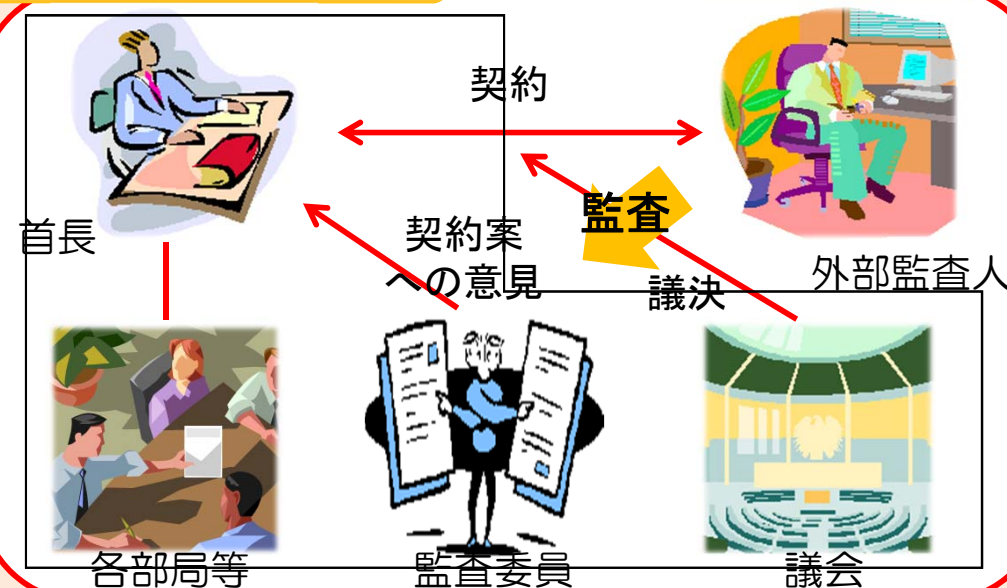 契約
監査
首長
契約案
への意見
議決
外部監査人
各部局等
監査委員
議会